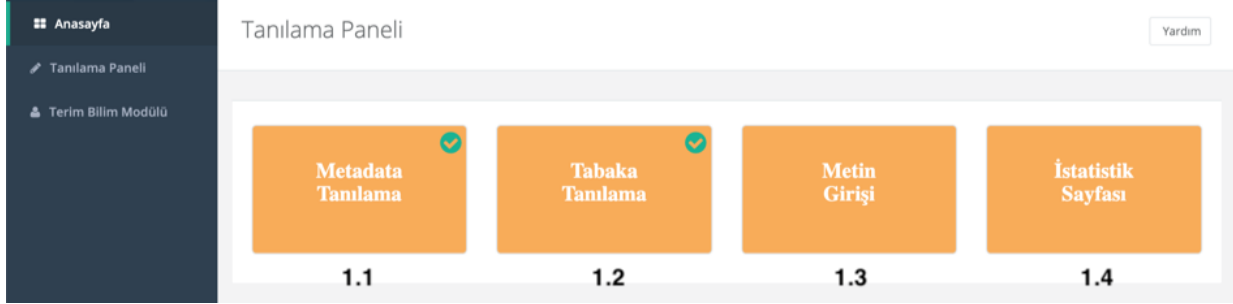 Anasayfa
Tanılama Paneli
Terim Bilim Modülü
Tanılama Paneli
Yardım
Metadata
Tanılama
Tabaka
Tanılama
Metin
Girişi
İstatistik
Sayfası
1.1
1.2
1.3
1.4